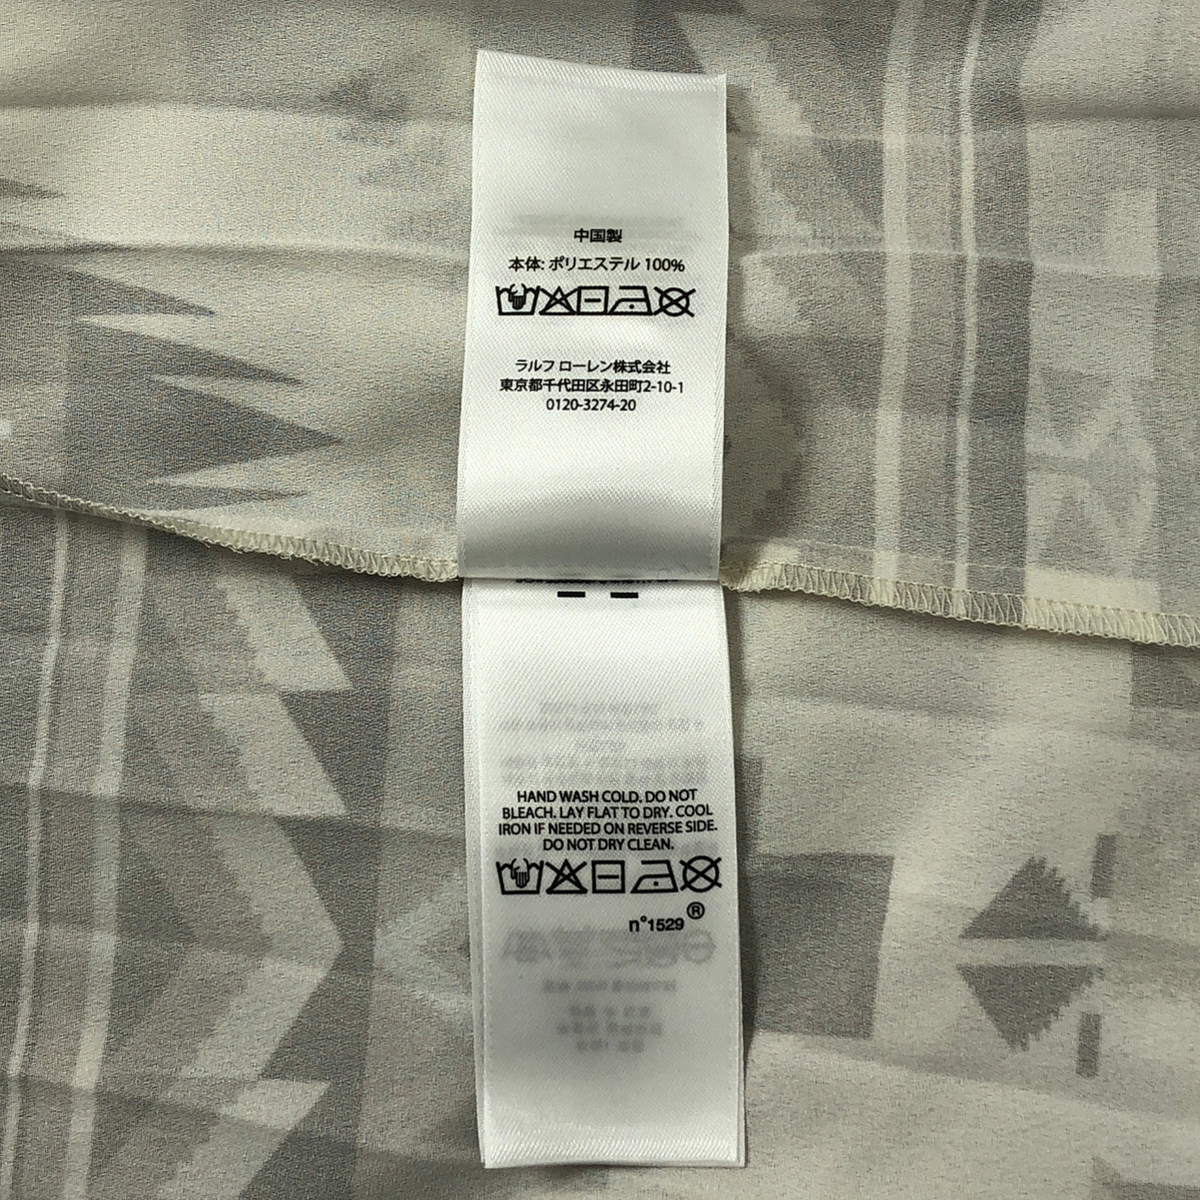 中国製
本体: ポリエステル 100%
ラルフ ローレン株式会社
東京都千代田区永田町2-10-1
0120-3274-20
HAND WASH COLD. DO NOT
BLEACH. LAY FLAT TO DRY. COOL
IRON IF NEEDED ON REVERSE SIDE.
DO NOT DRY CLEAN.
n°1529®